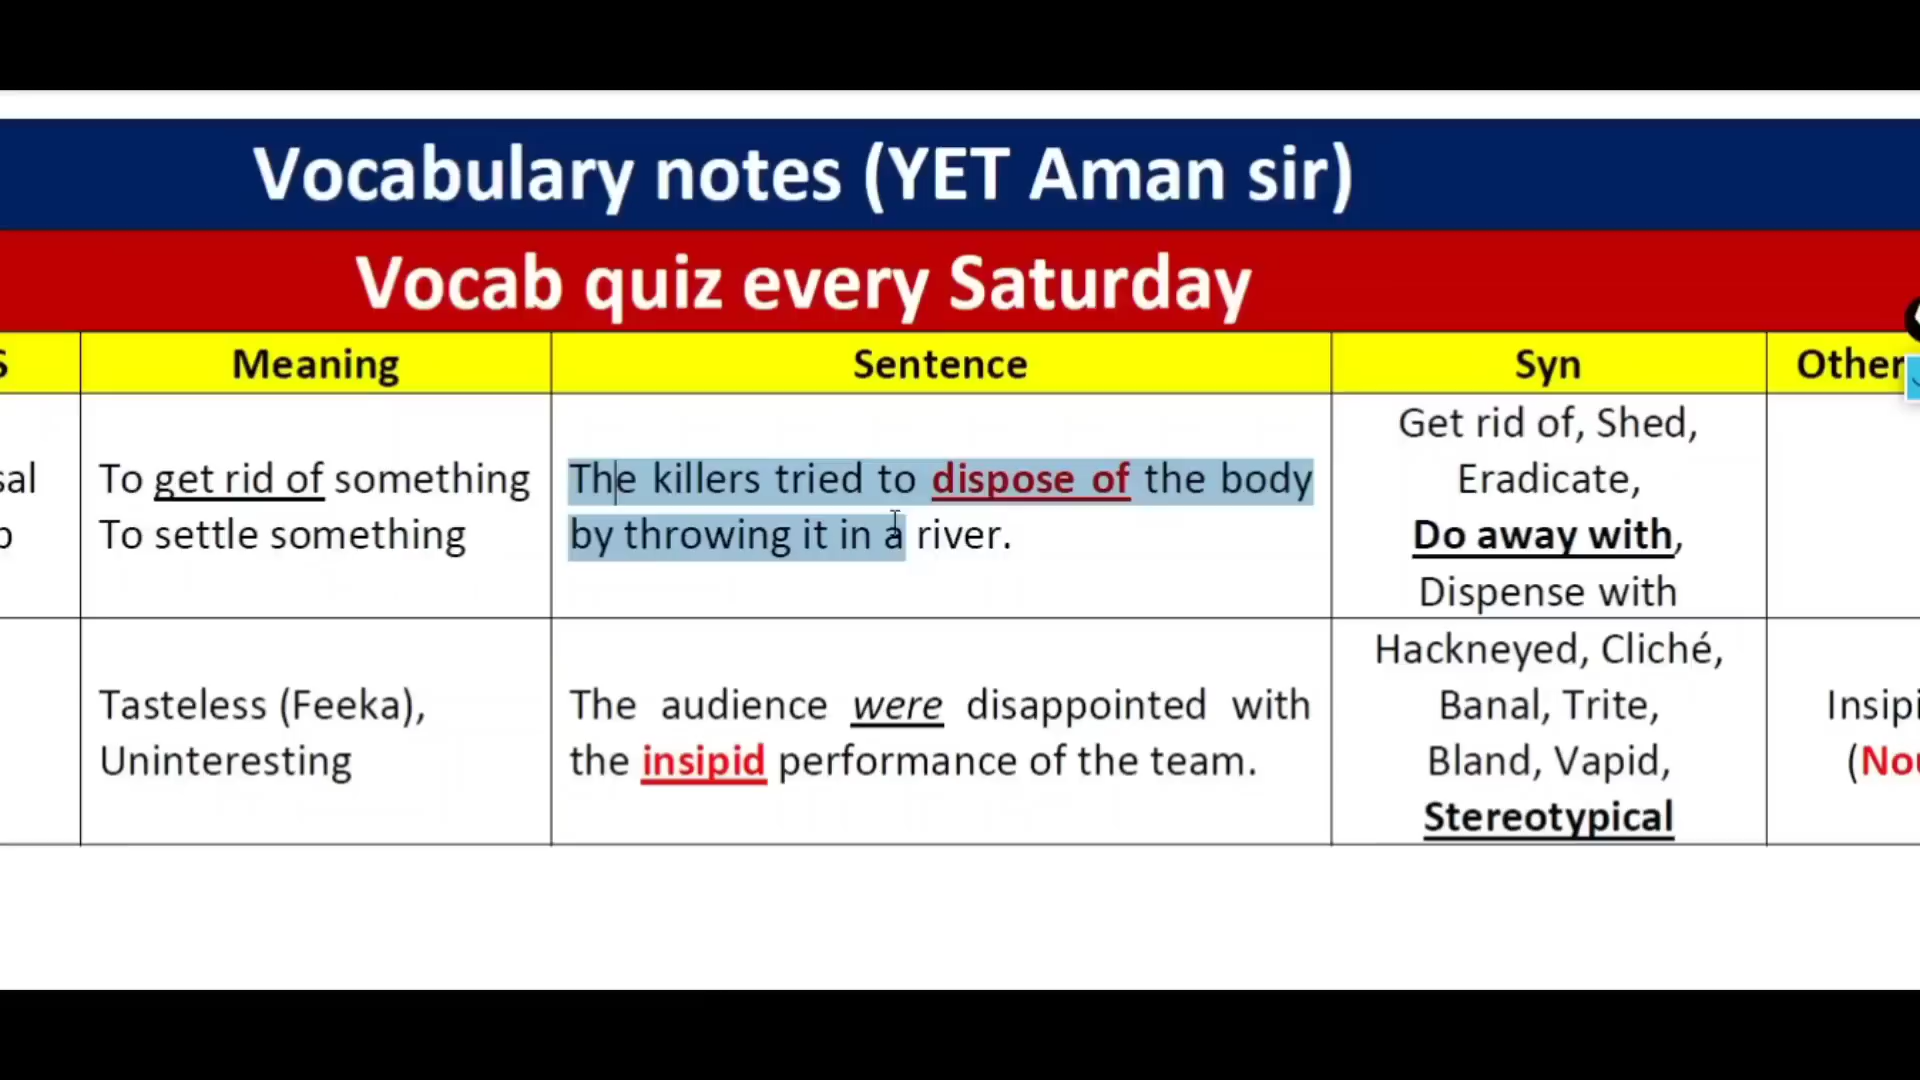 Vocabulary notes (YET Aman sir)
Vocab quiz every Saturday
Meaning
Sentence
Syn
Other
To get rid of something
To settle something
The killers tried to dispose of the body
by throwing it in a river.
Get rid of, Shed,
Eradicate,
Do away with,
Dispense with
Tasteless (Feeka),
Uninteresting
The audience were disappointed with
the insipid performance of the team.
Hackneyed, Cliché,
Banal, Trite,
Bland, Vapid,
Stereotypical